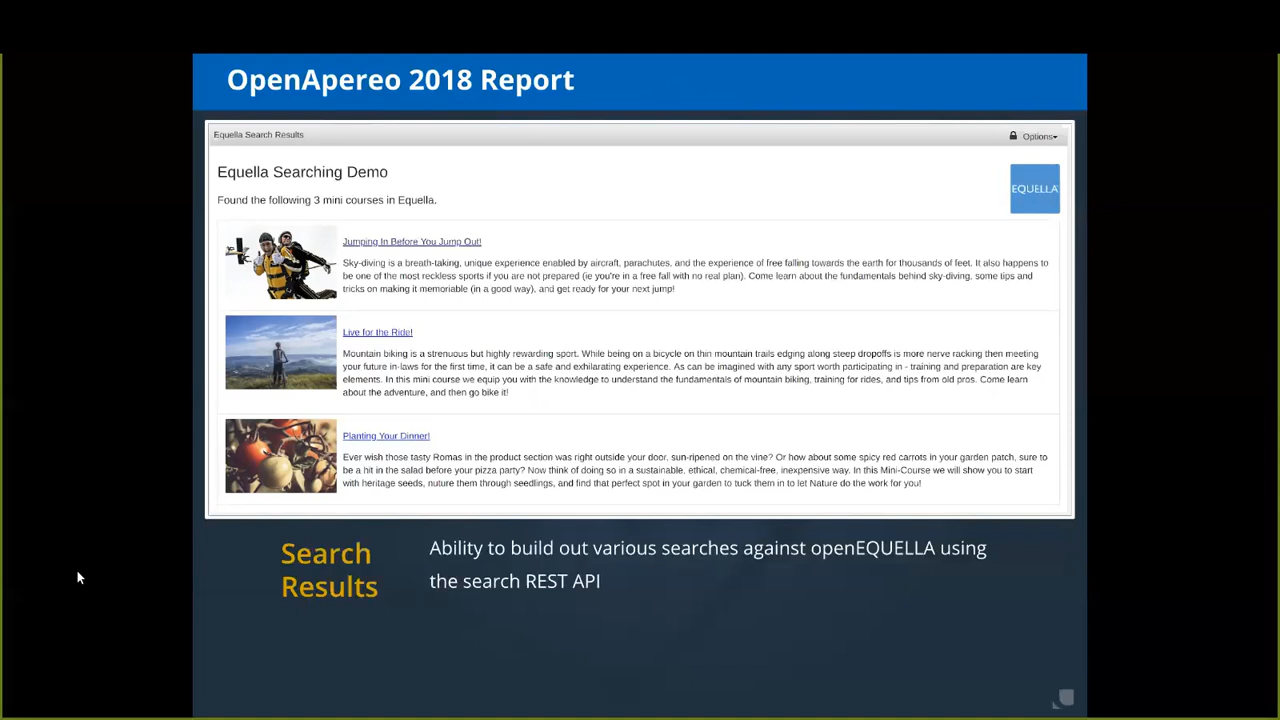 OpenApereo 2018 Report
Equella Search Results
Options
Equella Searching Demo
EQUELLA
Found the following 3 mini courses in Equella.
Jumping In Before You Jump Out!
Sky-diving is a breath-taking, unique experience enabled by aircraft, parachutes, and the experience of free falling towards the earth for thousands of feet. It also happens to
be one of the most reckless sports if you are not prepared (ie you're in a free fall with no real plan). Come learn about the fundamentals behind sky-diving, some tips and
tricks on making it memorable (in a good way), and get ready for your next jump!
Live for the Ride!
Mountain biking is a strenuous but highly rewarding sport. While being on a bicycle on thin mountain trails edging along steep dropoffs is more nerve racking then meeting
your future in-laws for the first time, it can be a safe and exhilarating experience. As can be imagined with any sport worth participating in - training and preparation are key
elements. In this mini course we equip you with the knowledge to understand the fundamentals of mountain biking, training for rides, and tips from old pros. Come learn
about the adventure, and then go bike it!
Planting Your Dinner!
Ever wish those tasty Romas in the product section was right outside your door, sun-ripened on the vine? Or how about some spicy red carrots in your garden patch, sure to
be a hit in the salad before your pizza party? Now think of doing so in a sustainable, ethical, chemical-free, inexpensive way. In this Mini-Course we will show you to start
with heritage seeds, nuture them through seedlings, and find that perfect spot in your garden to tuck them in to let Nature do the work for you!
Search
Results
Ability to build out various searches against openEQUELLA using
the search REST API